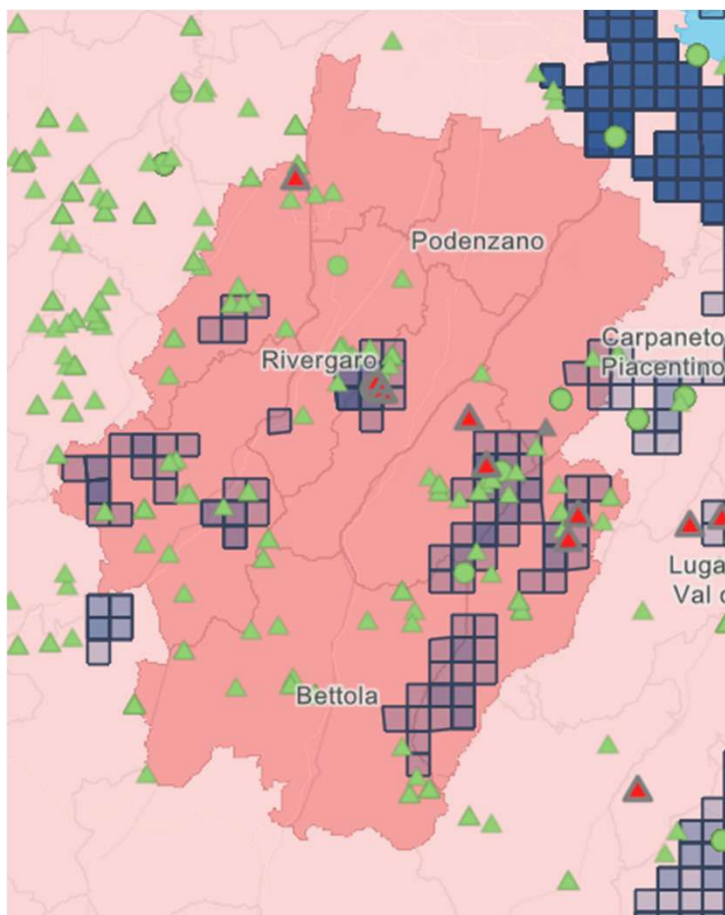 Podenzano
Carpaneto
Piacentino
Rivergaro
Luga
Val
Bettola